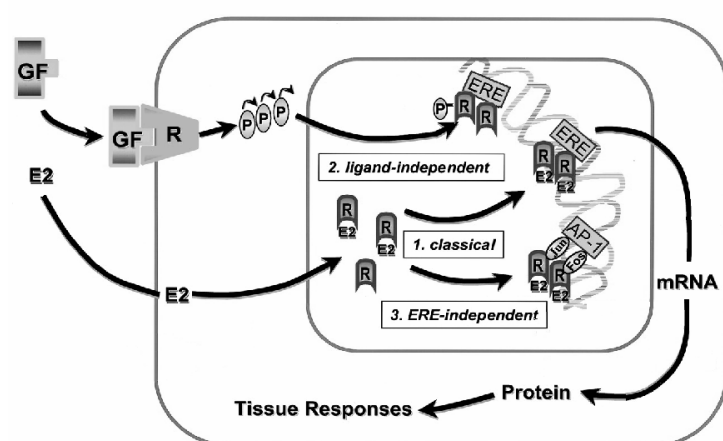 GF
GF
R
P P P
P
R
R
ERE
ERE
R
R
E2
E2
2. ligand-independent
E2
R
E2
R
E2
R
1. classical
AP-1
Jun
Fos
R
R
E2
E2
3. ERE-independent
E2
mRNA
Protein
Tissue Responses